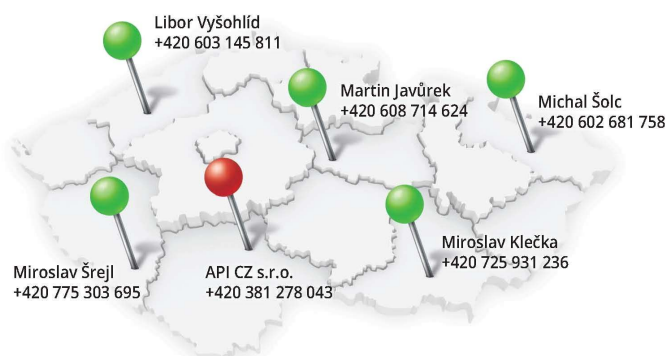 Libor Vyšohlíd
+420 603 145 811
Martin Javůrek
+420 608 714 624
Michal Šolc
+420 602 681 758
Miroslav Klečka
+420 725 931 236
Miroslav Šrejl
+420 775 303 695
API CZ s.r.o.
+420 381 278 043